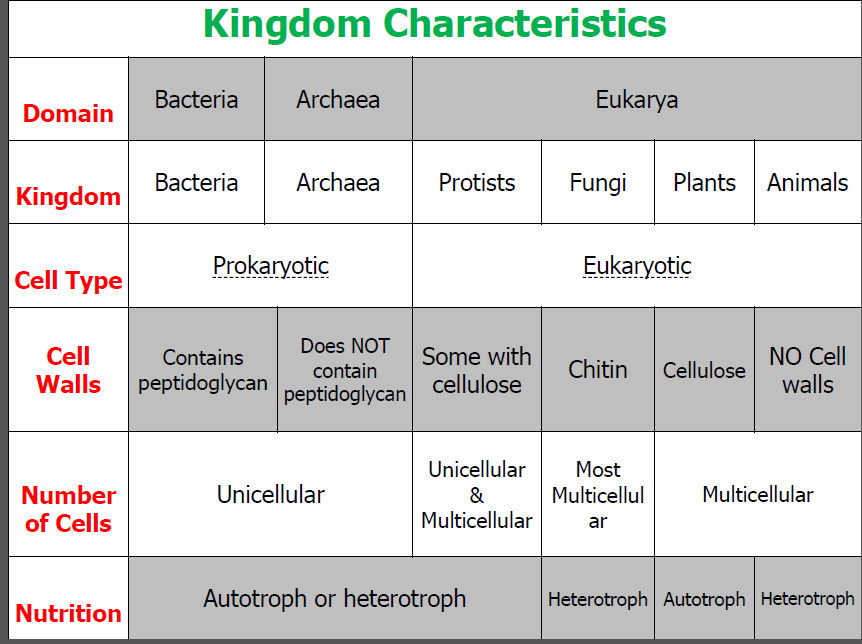 Kingdom Characteristics
Domain
Bacteria
Archaea
Eukarya
Kingdom
Bacteria
Archaea
Protists
Fungi
Plants
Animals
Cell Type
Prokaryotic
Eukaryotic
Cell
Walls
Contains
peptidoglycan
Does NOT
contain
peptidoglycan
Some with
cellulose
Chitin
Cellulose
NO Cell
walls
Number
of Cells
Unicellular
Unicellular
&
Multicellular
Most
Multicellul
ar
Multicellular
Nutrition
Autotroph or heterotroph
Heterotroph
Autotroph
Heterotroph